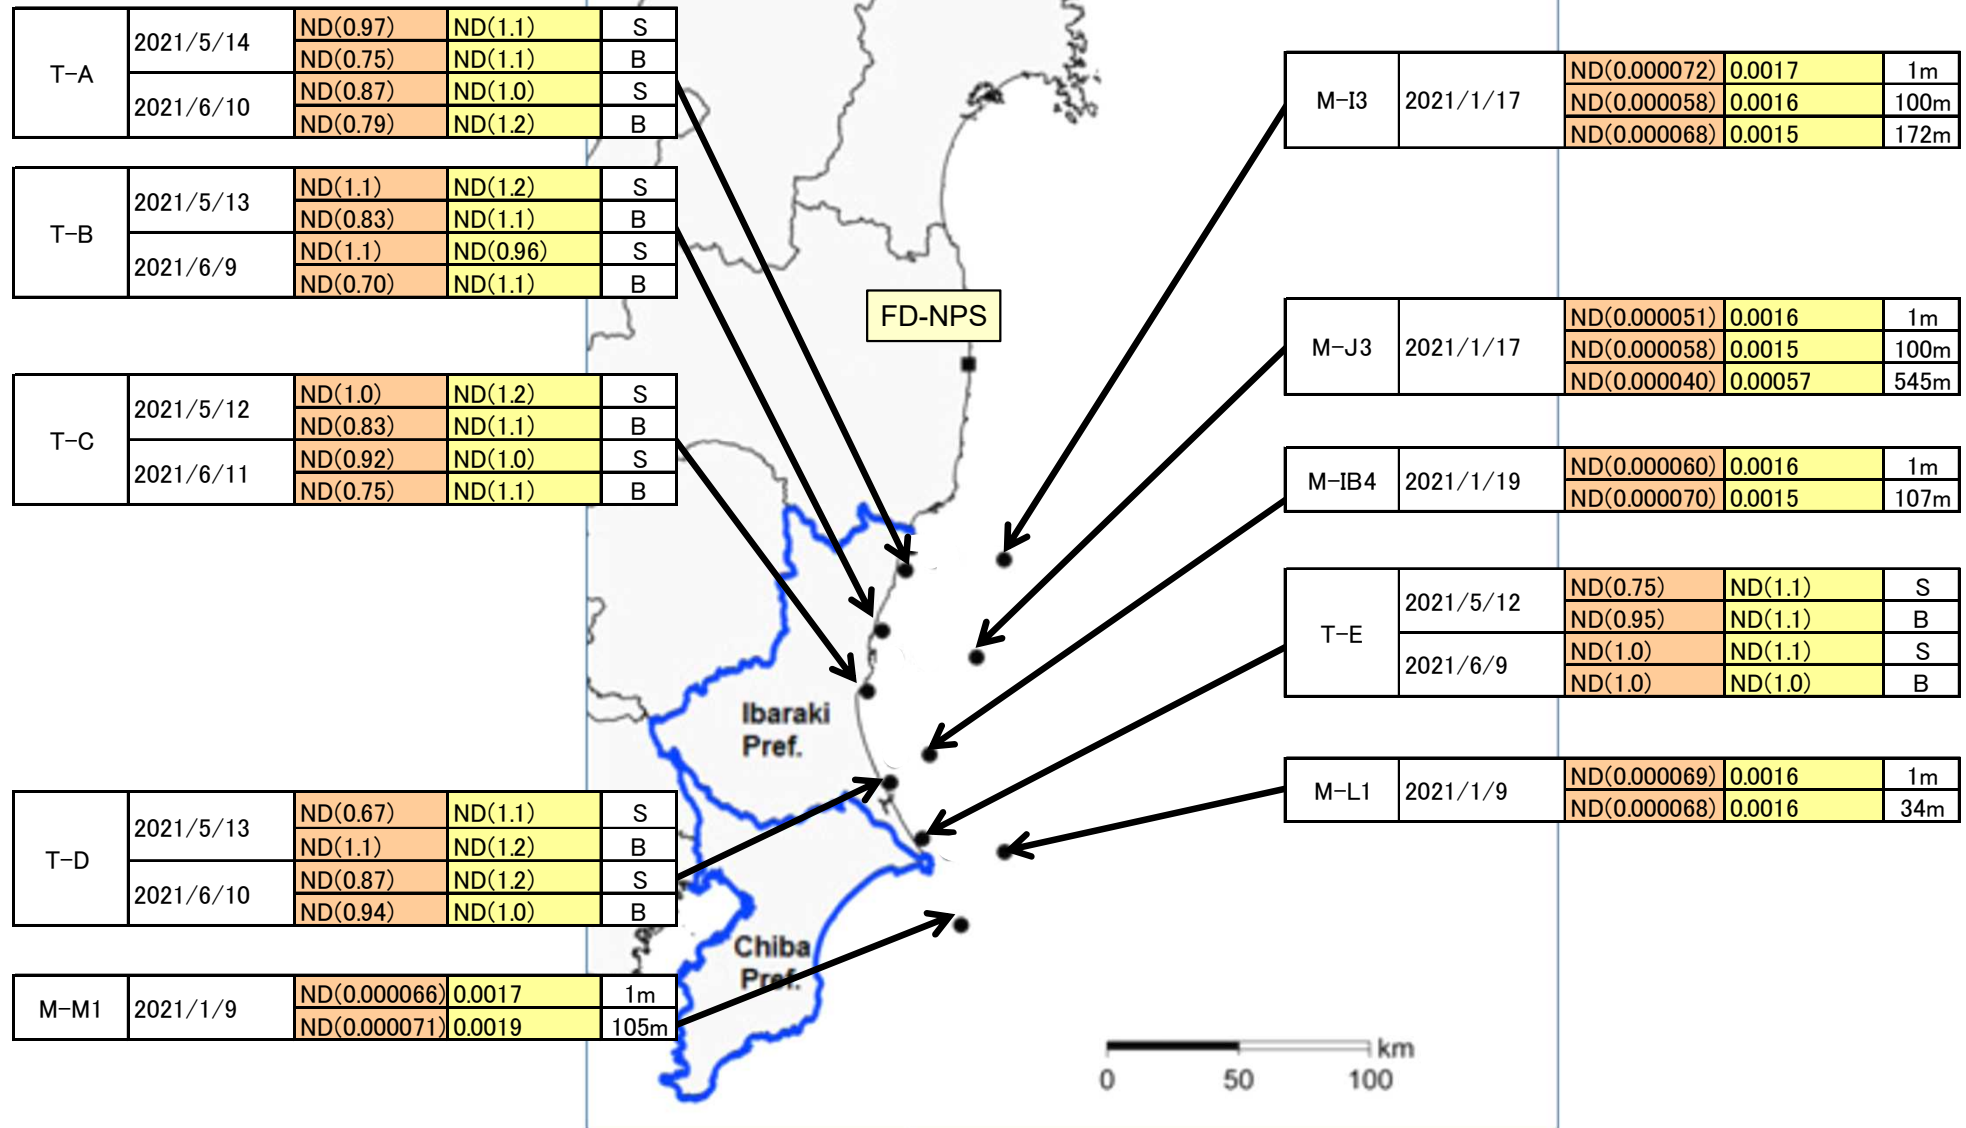 T-A
2021/5/14 ND(0.97) ND(1.1) S
ND(0.75) ND(1.1) B
2021/6/10 ND(0.87) ND(1.0) S
ND(0.79) ND(1.2) B
T-B
2021/5/13 ND(1.1) ND(1.2) S
ND(0.83) ND(1.1) B
2021/6/9 ND(1.1) ND(0.96) S
ND(0.70) ND(1.1) B
T-C
2021/5/12 ND(1.0) ND(1.2) S
ND(0.83) ND(1.1) B
2021/6/11 ND(0.92) ND(1.0) S
ND(0.75) ND(1.1) B
T-D
2021/5/13 ND(0.67) ND(1.1) S
ND(1.1) ND(1.2) B
2021/6/10 ND(0.87) ND(1.2) S
ND(0.94) ND(1.0) B
M-M1 2021/1/9 ND(0.000066) 0.0017 1m
ND(0.000071) 0.0019 105m
FD-NPS
Ibaraki
Pref.
Chiba
Pref.
M-I3 2021/1/17 ND(0.000072) 0.0017 1m
ND(0.000058) 0.0016 100m
ND(0.000068) 0.0015 172m
M-J3 2021/1/17 ND(0.000051) 0.0016 1m
ND(0.000058) 0.0015 100m
ND(0.000040) 0.00057 545m
M-IB4 2021/1/19 ND(0.000060) 0.0016 1m
ND(0.000070) 0.0015 107m
T-E
2021/5/12 ND(0.75) ND(1.1) S
ND(0.95) ND(1.1) B
2021/6/9 ND(1.0) ND(1.1) S
ND(1.0) ND(1.0) B
M-L1 2021/1/9 ND(0.000069) 0.0016 1m
ND(0.000068) 0.0016 34m
km
0 50 100